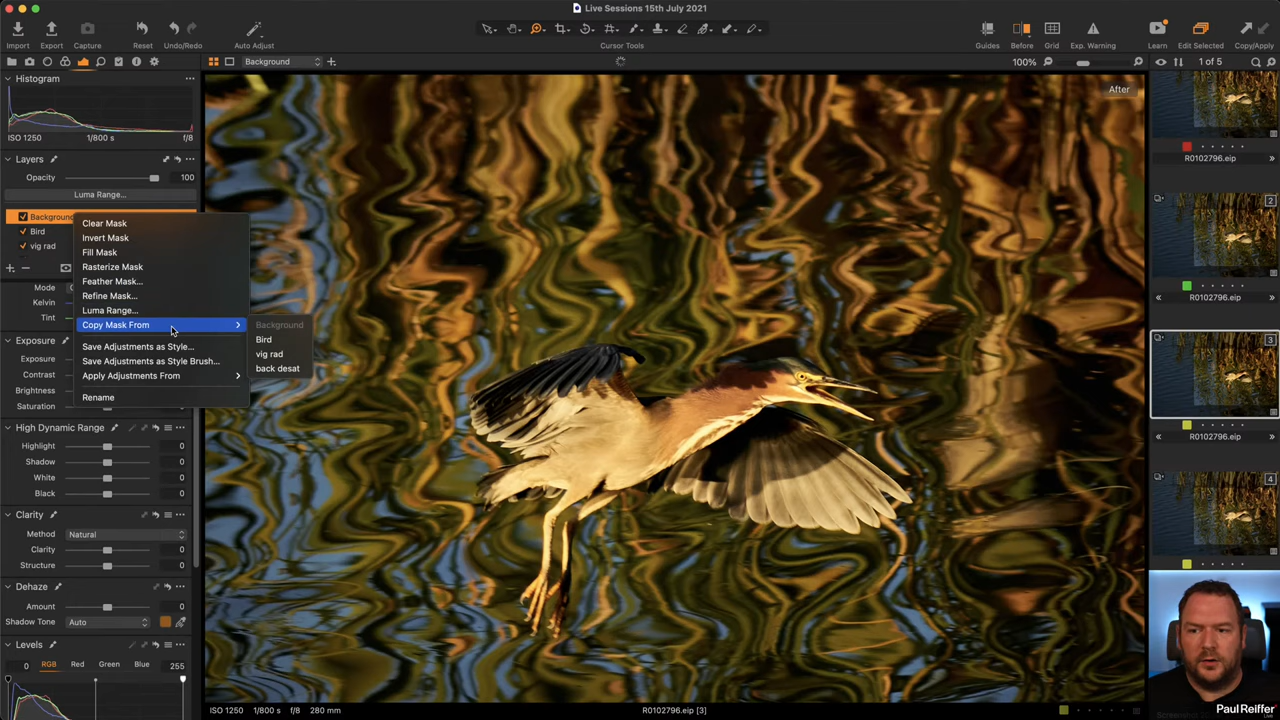 Live Sessions 15th July 2021
Import
Export
Capture
Reset
Undo/Redo
Auto Adjust
Cursor Tools
Guides
Before
Grid
Exp. Warning
Learn
Edit Selected
Copy/Apply
Background
100%
1 of 5
Histogram
ISO 1250
1/800 s
f/8
Layers
Opacity
100
Luma Range...
Background
Bird
vig rad
Clear Mask
Invert Mask
Fill Mask
Rasterize Mask
Feather Mask...
Refine Mask...
Luma Range...
Copy Mask From
Save Adjustments as Style...
Save Adjustments as Style Brush...
Apply Adjustments From
Rename
Background
Bird
vig rad
back desat
Mode
Kelvin
Tint
Exposure
Exposure
Contrast
Brightness
Saturation
High Dynamic Range
Highlight 0
Shadow 0
White 0
Black 0
Clarity
Method Natural
Clarity 0
Structure 0
Dehaze
Amount 0
Shadow Tone Auto
Levels
0 RGB Red Green Blue 255
After
R0102796.eip
2
R0102796.eip
3
R0102796.eip
4
ISO 1250 1/800 s f/8 280 mm
R0102796.eip [3]
Paul Reiffer
Live